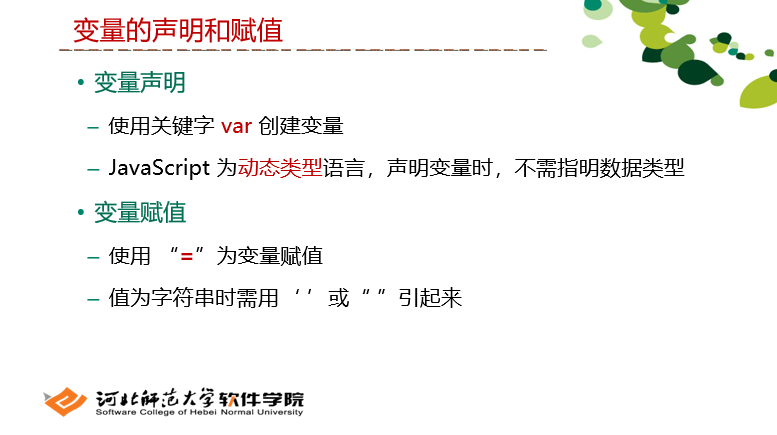 变量的声明和赋值
• 变量声明
– 使用关键字 var 创建变量
– JavaScript 为动态类型语言，声明变量时，不需指明数据类型
• 变量赋值
– 使用 “=”为变量赋值
– 值为字符串时需用‘ ’或“ ”引起来
河北师范大学软件学院
Software College of Hebei Normal University